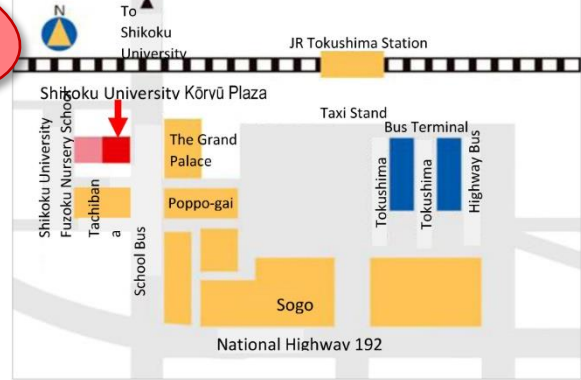 N
To
Shikoku
University
JR Tokushima Station
Shikoku University Kōryū Plaza
Taxi Stand
Bus Terminal
The Grand
Palace
Poppo-gai
Shikoku University
Fuzoku Nursery School
Tachiban
a
School Bus
Tokushima
Tokushima
Highway Bus
Sogo
National Highway 192